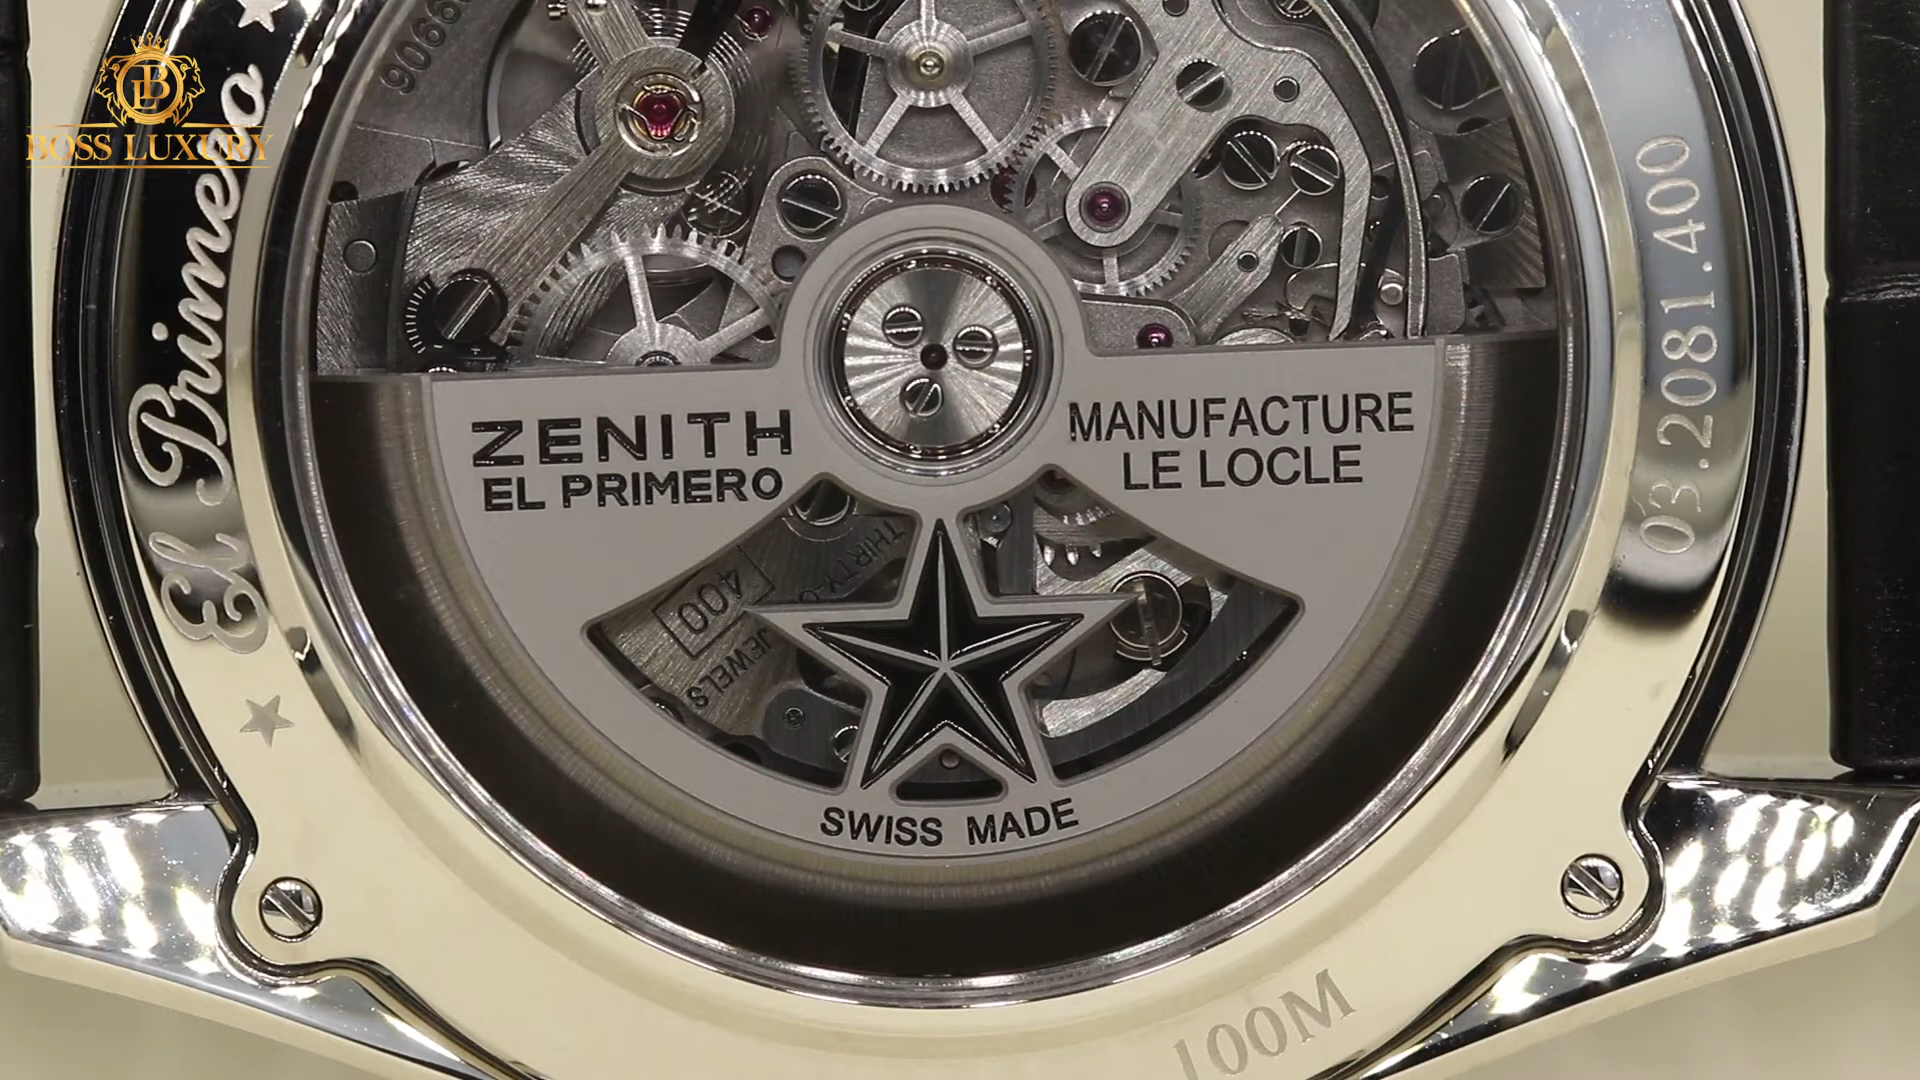 BOSS LUXURY
El Primero
ZENITH
EL PRIMERO
MANUFACTURE
LE LOCLE
400
JEWELS
SWISS MADE
03.2081.400
100M